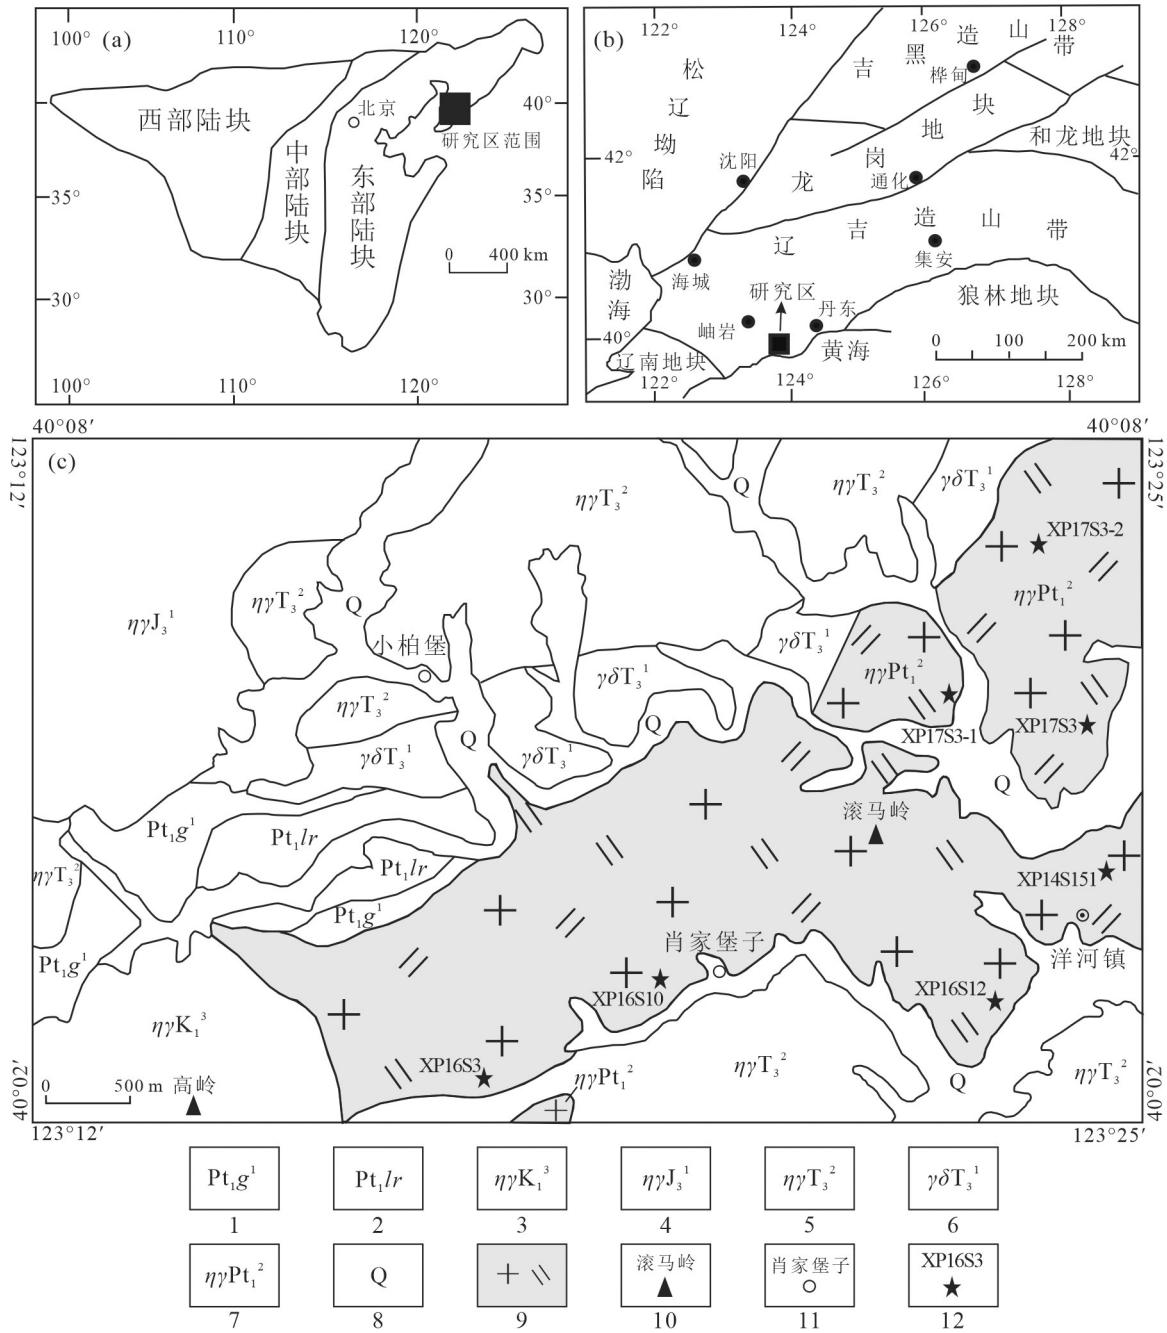 100° 110° 120°
(a)
40° 40°
北京
西部陆块
研究区范围
中部陆块
东部陆块
35° 35°
0 400 km
30° 30°
100° 110° 120°
(b)
122° 124° 126° 128°
松辽坳陷
吉黑造山带
桦甸
龙岗地块
和龙地块
42° 42°
沈阳
通化
辽吉造山带
集安
海城
渤海
研究区
狼林地块
岫岩
丹东
40°
黄海
辽南地块
0 100 200 km
122° 124° 126° 128°
40°08′ 40°08′
123°12′ 123°25′
(c)
Q
ηγT₃²
ηγT₃²
γδT₃¹
XP17S3-2
ηγPt₁²
ηγJ₃¹
ηγT₃²
Q
小柏堡
γδT₃¹
ηγPt₁²
γδT₃¹
ηγT₃²
Q
XP17S3
XP17S3-1
Q
γδT₃¹
γδT₃¹
Q
滚马岭
Pt₁g¹
Pt₁lr
Pt₁lr
ηγT₃²
XP14S151
Pt₁g¹
肖家堡子
洋河镇
Pt₁g¹
XP16S10
XP16S12
ηγK₁³
XP16S3
ηγPt₁²
ηγT₃²
Q
ηγT₃²
0 500 m
高岭
40°02′ 40°02′
123°12′ 123°25′
Pt₁g¹ Pt₁lr ηγK₁³ ηγJ₃¹ ηγT₃² γδT₃¹
1 2 3 4 5 6
ηγPt₁² Q 滚马岭 肖家堡子 XP16S3
7 8 9 10 11 12